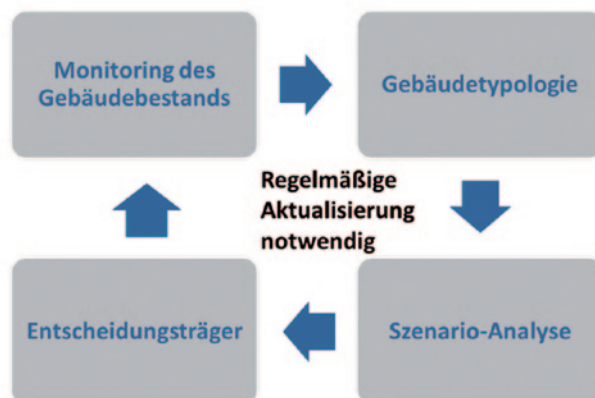 Monitoring des
Gebäudebestands
Gebäudetypologie
Regelmäßige
Aktualisierung
notwendig
Entscheidungsträger
Szenario-Analyse